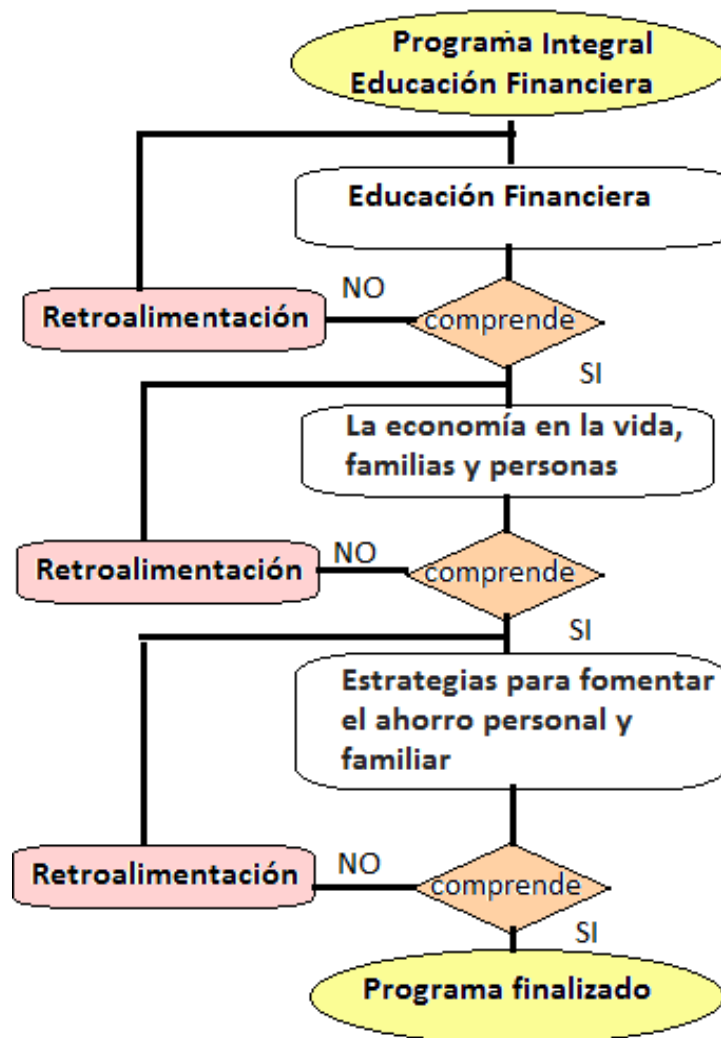 Programa Integral
Educación Financiera
Educación Financiera
NO
Retroalimentación
comprende
SI
La economía en la vida,
familias y personas
NO
Retroalimentación
comprende
SI
Estrategias para fomentar
el ahorro personal y
familiar
NO
Retroalimentación
comprende
SI
Programa finalizado